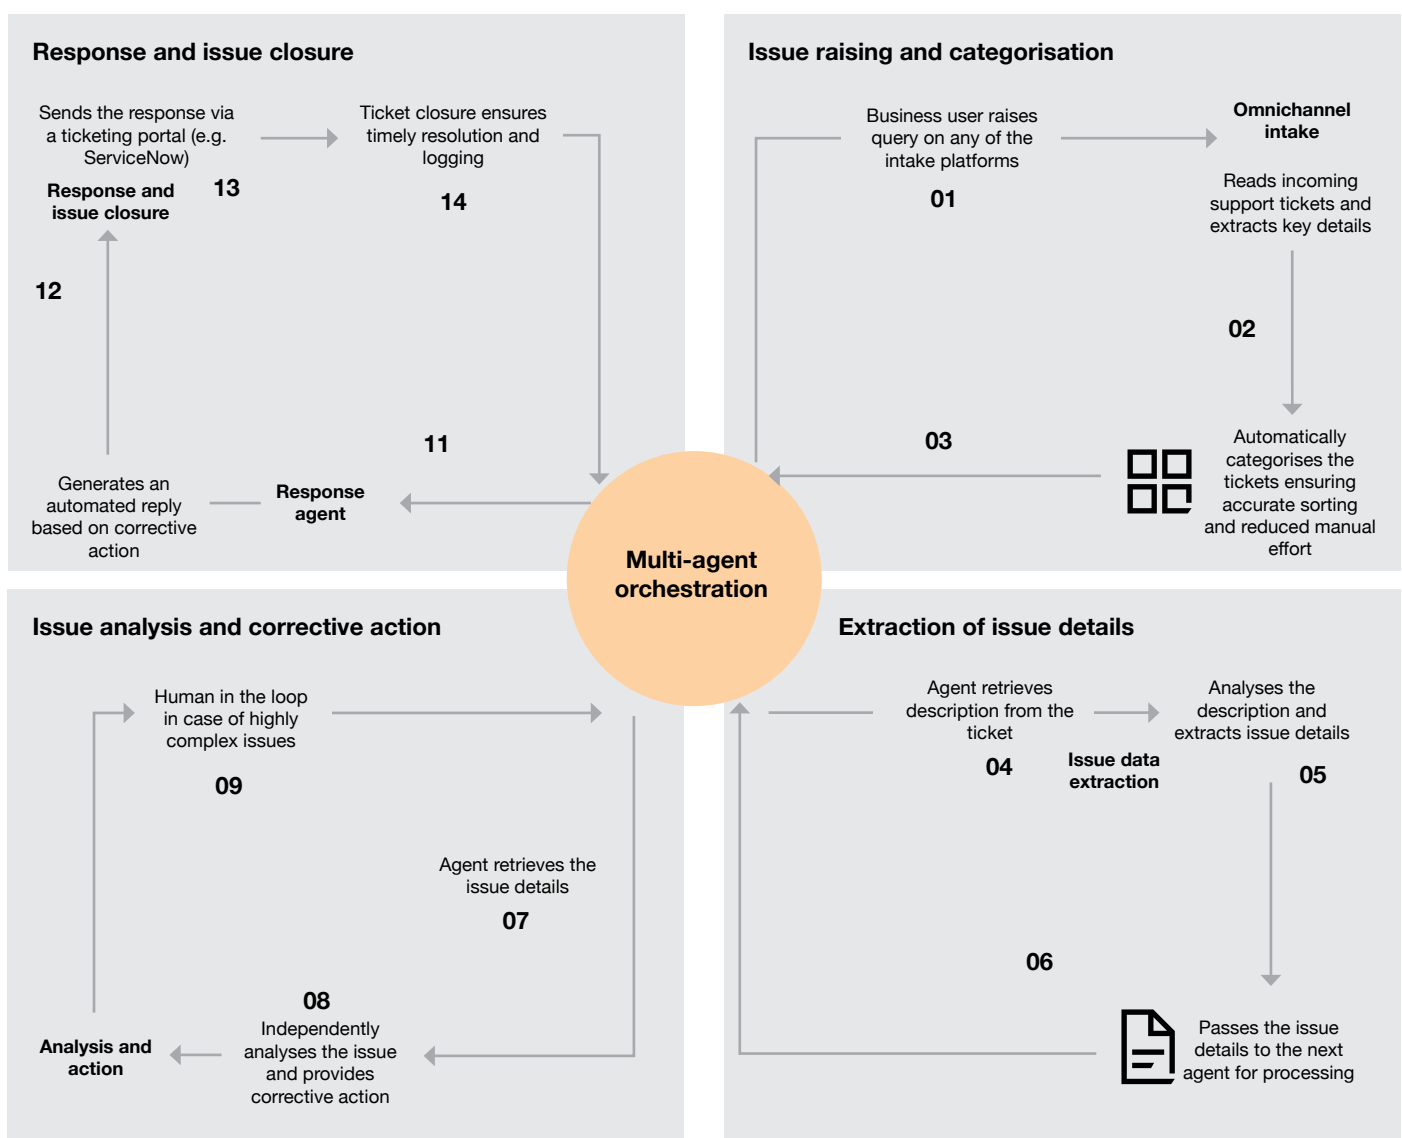 Response and issue closure
Sends the response via
a ticketing portal (e.g.
ServiceNow)
Response and
issue closure
13
Ticket closure ensures
timely resolution and
logging
14
12
11
Generates an
automated reply
based on corrective
action
Response
agent
Issue raising and categorisation
Business user raises
query on any of the
intake platforms
01
Omnichannel
intake
Reads incoming
support tickets and
extracts key details
02
03
Automatically
categorises the
tickets ensuring
accurate sorting
and reduced manual
effort
Multi-agent
orchestration
Issue analysis and corrective action
Human in the loop
in case of highly
complex issues
09
Agent retrieves the
issue details
07
08
Independently
analyses the issue
and provides
corrective action
Analysis and
action
Extraction of issue details
Agent retrieves
description from the
ticket
04
Issue data
extraction
Analyses the
description and
extracts issue details
05
06
Passes the issue
details to the next
agent for processing